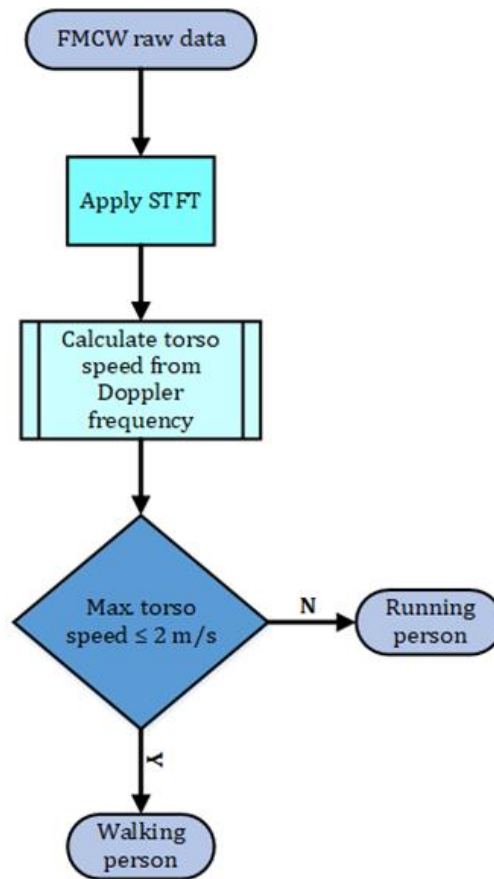 FMCW raw data
Apply STFT
Calculate torso
speed from
Doppler
frequency
Max. torso
speed ≤ 2 m/s
N
Running
person
Y
Walking
person